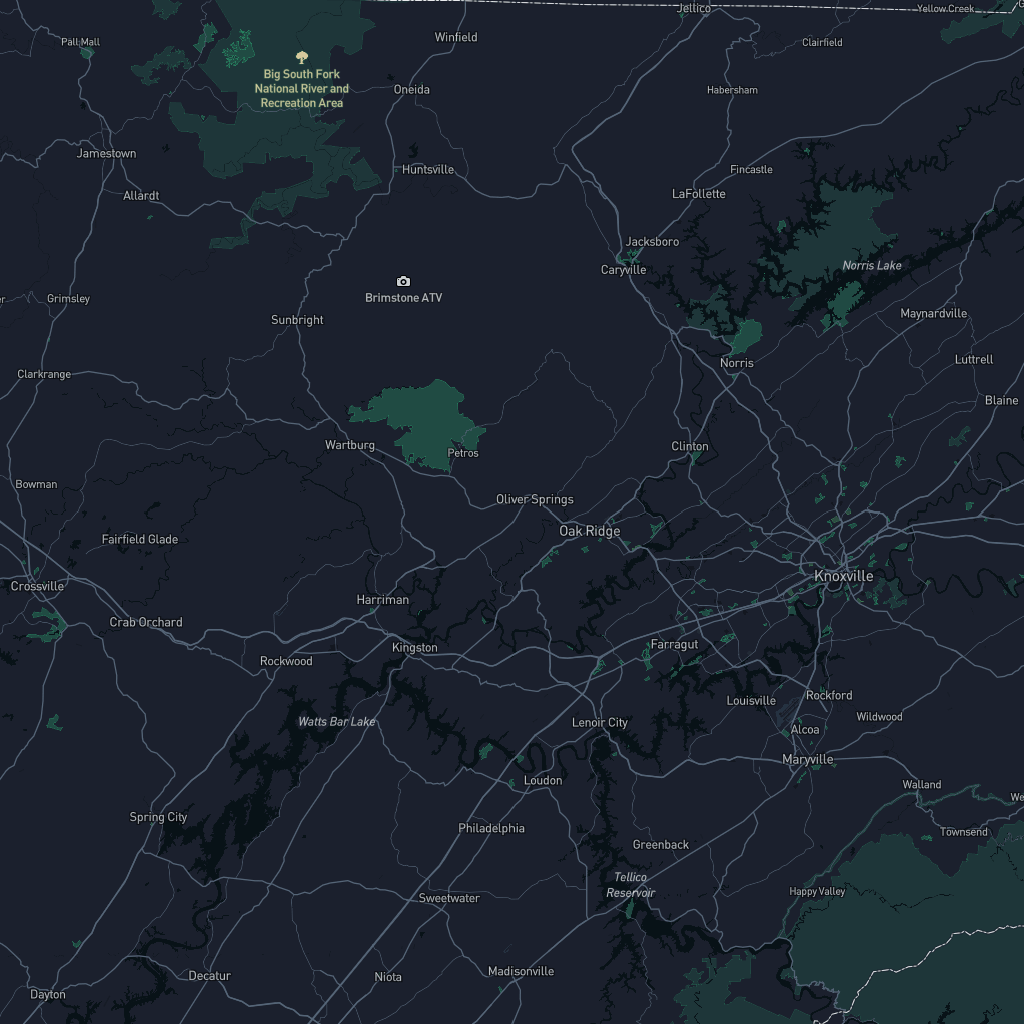 Jellico
Yellow Creek
Winfield
Pall Mall
Clairfield
Big South Fork
National River and
Recreation Area
Oneida
Habersham
Jamestown
Huntsville
Fincastle
Allardt
LaFollette
Jacksboro
Norris Lake
Caryville
Brimstone ATV
Grimsley
Maynardville
Sunbright
Luttrell
Norris
Clarkrange
Blaine
Wartburg
Clinton
Petros
Bowman
Oliver Springs
Oak Ridge
Fairfield Glade
Knoxville
Crossville
Harriman
Crab Orchard
Farragut
Kingston
Rockwood
Rockford
Louisville
Watts Bar Lake
Lenoir City
Wildwood
Alcoa
Maryville
Loudon
Walland
We
Spring City
Philadelphia
Townsend
Greenback
Tellico
Reservoir
Happy Valley
Sweetwater
Madisonville
Decatur
Niota
Dayton